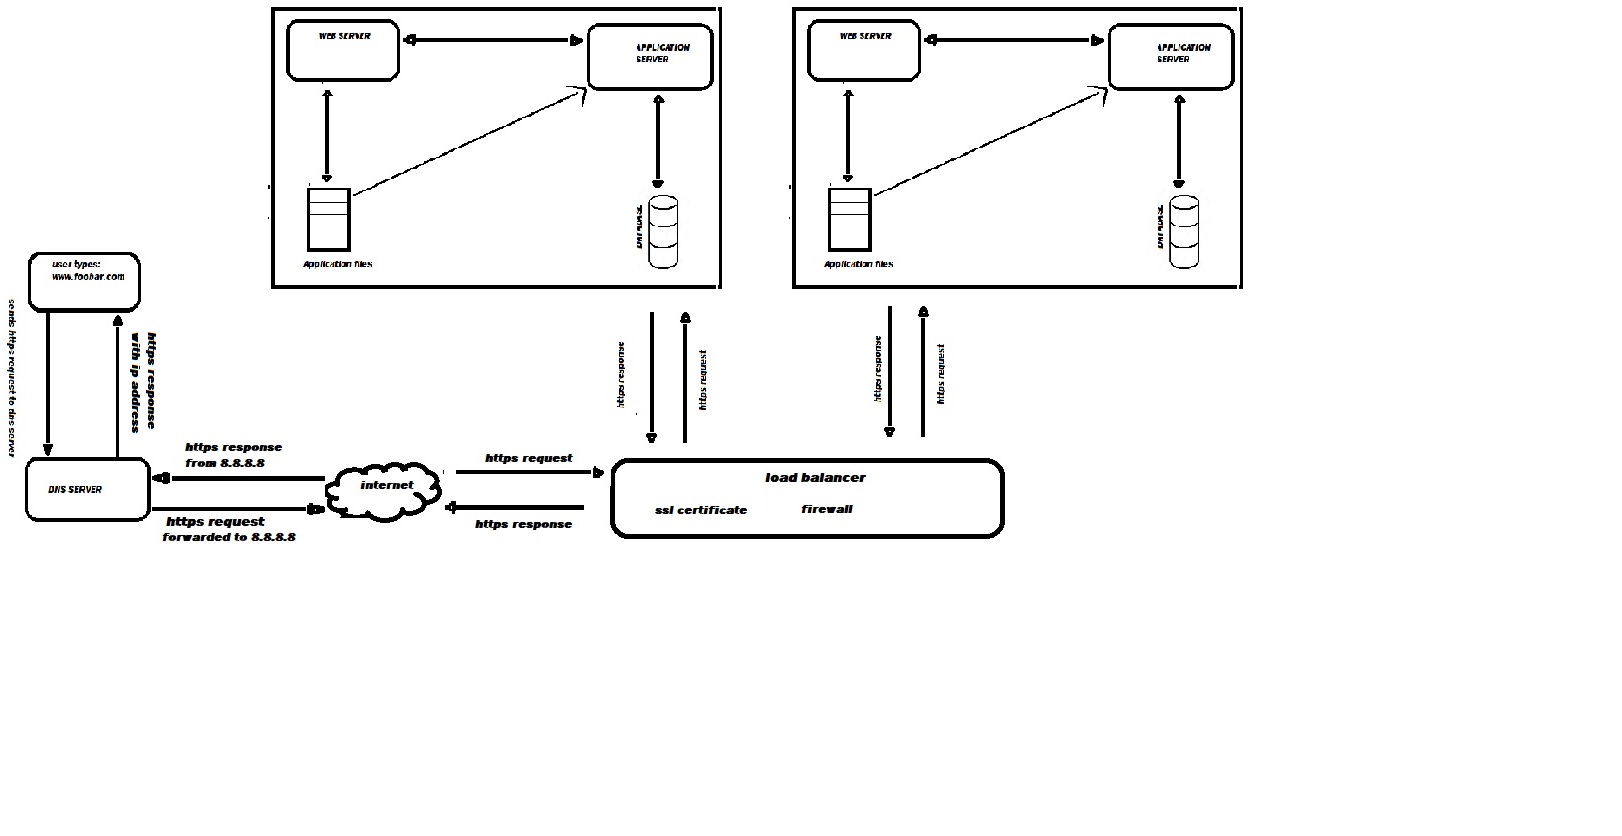 WEB SERVER
APPLICATION
SERVER
DATABASE
Application files
WEB SERVER
APPLICATION
SERVER
DATABASE
Application files
user types:
www.foobar.com
sends https request to dns server
https response
with ip address
DNS SERVER
https response
from 8.8.8.8
https request
forwarded to 8.8.8.8
internet
https request
https response
https response
https request
https response
https request
load balancer
ssl certificate
firewall